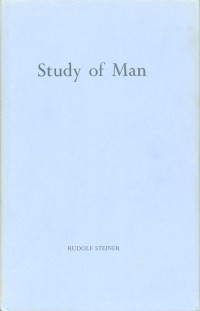 Study of Man
RUDOLF STEINER